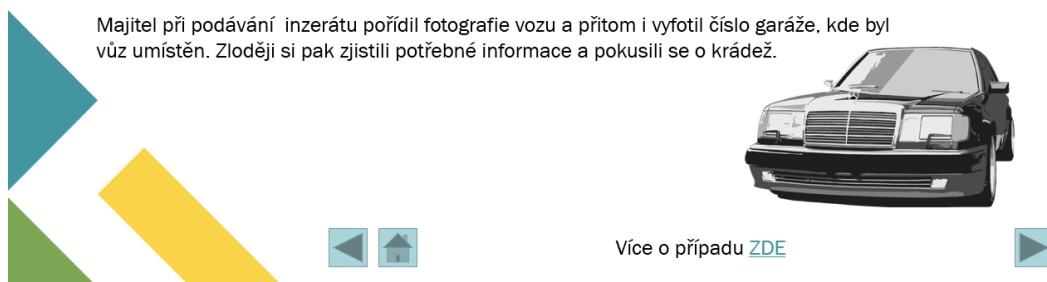 Majitel při podávání  inzerátu pořídil fotografie vozu a přitom i vyfotil číslo garáže, kde byl
vůz umístěn. Zloději si pak zjistili potřebné informace a pokusili se o krádež.
Více o případu ZDE